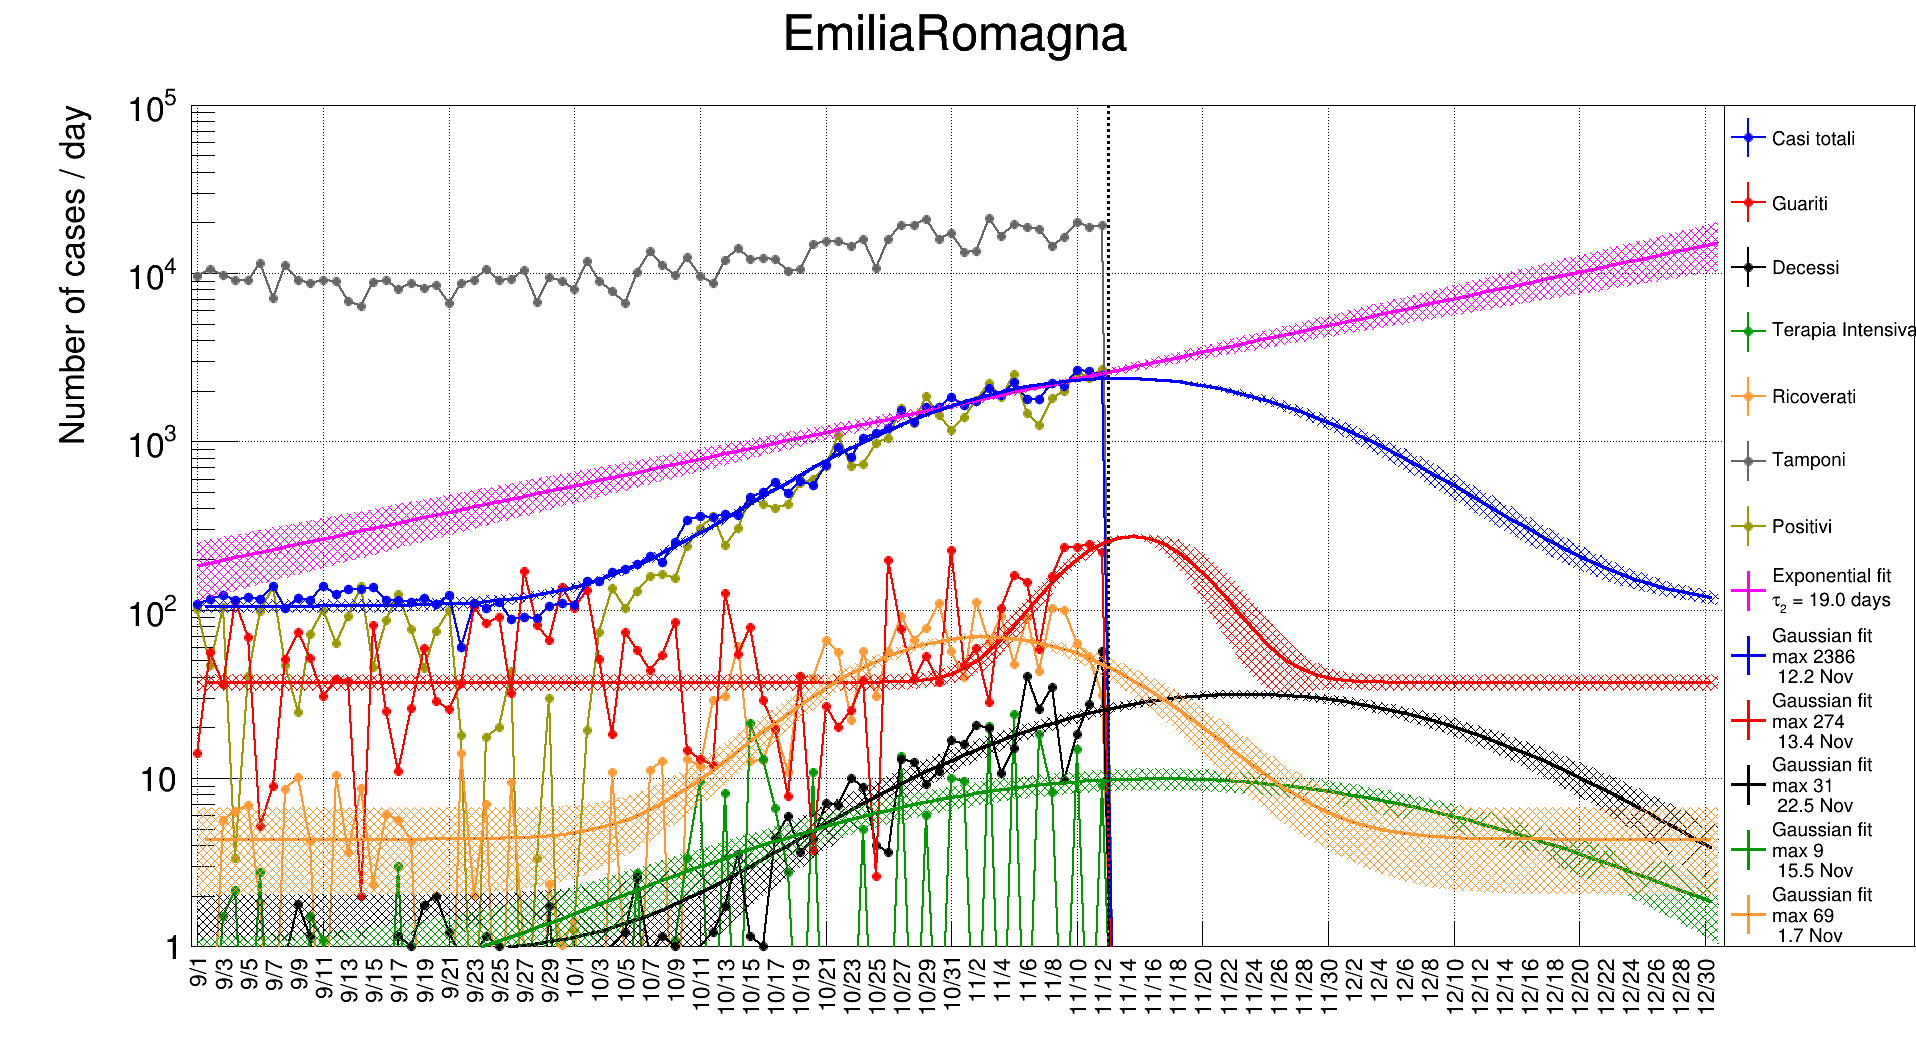 EmiliaRomagna
Number of cases / day
10^5
10^4
10^3
10^2
10
1
9/1 9/3 9/5 9/7 9/9 9/11 9/13 9/15 9/17 9/19 9/21 9/23 9/25 9/27 9/29 10/1 10/3 10/5 10/7 10/9 10/11 10/13 10/15 10/17 10/19 10/21 10/23 10/25 10/27 10/29 10/31 11/2 11/4 11/6 11/8 11/10 11/12 11/14 11/16 11/18 11/20 11/22 11/24 11/26 11/28 11/30 12/2 12/4 12/6 12/8 12/10 12/12 12/14 12/16 12/18 12/20 12/22 12/24 12/26 12/28 12/30
Casi totali
Guariti
Decessi
Terapia Intensiva
Ricoverati
Tamponi
Positivi
Exponential fit
τ₂ = 19.0 days
Gaussian fit
max 2386
12.2 Nov
Gaussian fit
max 274
13.4 Nov
Gaussian fit
max 31
22.5 Nov
Gaussian fit
max 9
15.5 Nov
Gaussian fit
max 69
1.7 Nov